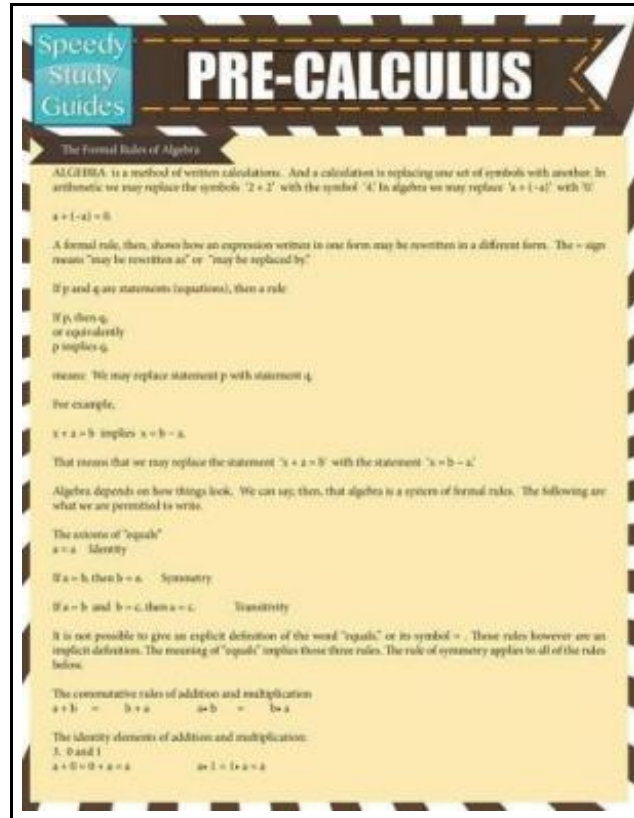 Speedy
Study
Guides
PRE-CALCULUS
The Formal Rules of Algebra
ALGEBRA is a method of written calculations. And a calculation is replacing one set of symbols with another. In
arithmetic we may replace the symbols '2 + 2' with the symbol '4.' In algebra we may replace 'a + (-a)' with '0.'
a + (-a) = 0.
A formal rule, then, shows how an expression written in one form may be rewritten in a different form. The = sign
means "may be rewritten as" or "may be replaced by."
If p and q are statements (equations), then a rule
If p, then q,
or equivalently
p implies q,
means: We may replace statement p with statement q.
For example,
x + a = b implies x = b - a.
That means that we may replace the statement 'x + a = b' with the statement 'x = b - a.'
Algebra depends on how things look. We can say, then, that algebra is a system of formal rules. The following are
what we are permitted to write.
The axioms of "equals"
a = a Identity
If a = b, then b = a. Symmetry
If a = b and b = c, then a = c. Transitivity
It is not possible to give an explicit definition of the word "equals," or its symbol = . Those rules however are an
implicit definition. The meaning of "equals" implies those three rules. The rule of symmetry applies to all of the rules
below.
The commutative rules of addition and multiplication
a + b = b + a a• b = b• a
The identity elements of addition and multiplication:
3. 0 and 1
a + 0 = 0 + a = a a• 1 = 1• a = a